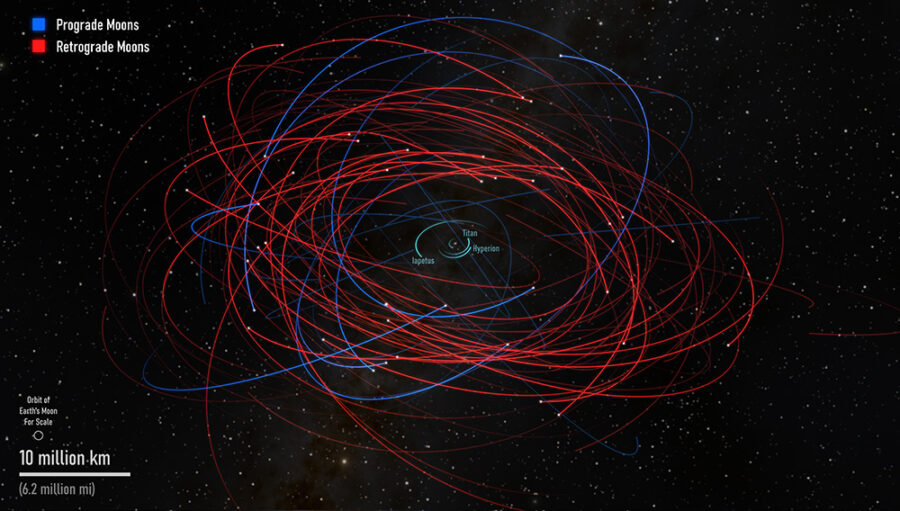 Prograde Moons
Retrograde Moons
Titan
Hyperion
Iapetus
Orbit of
Earth's Moon
For Scale
10 million km
(6.2 million mi)